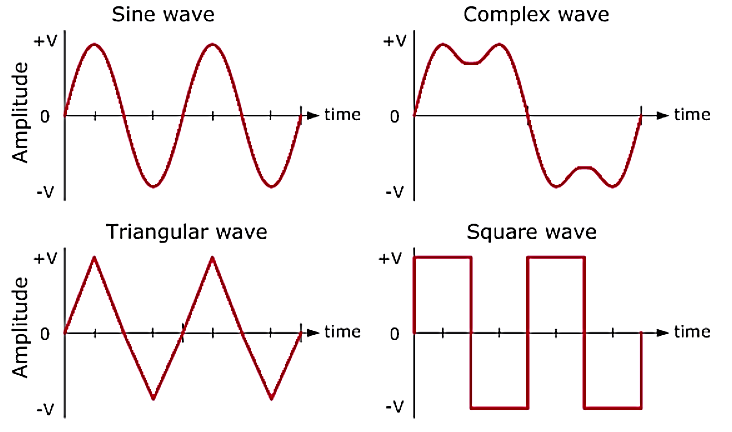 Sine wave
+V
Amplitude
0
time
-V
Complex wave
+V
0
time
-V
Triangular wave
+V
Amplitude
0
time
-V
Square wave
+V
0
time
-V